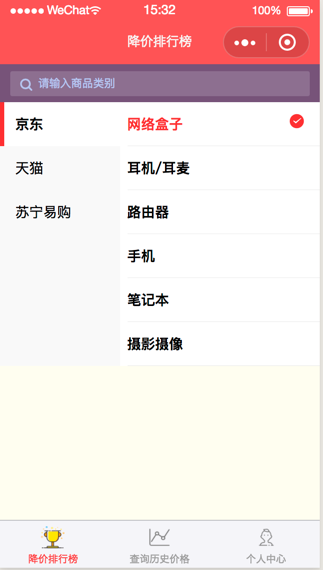 WeChat 15:32 100%
降价排行榜
请输入商品类别
京东 网络盒子
天猫 耳机/耳麦
苏宁易购 路由器
手机
笔记本
摄影摄像
降价排行榜 查询历史价格 个人中心